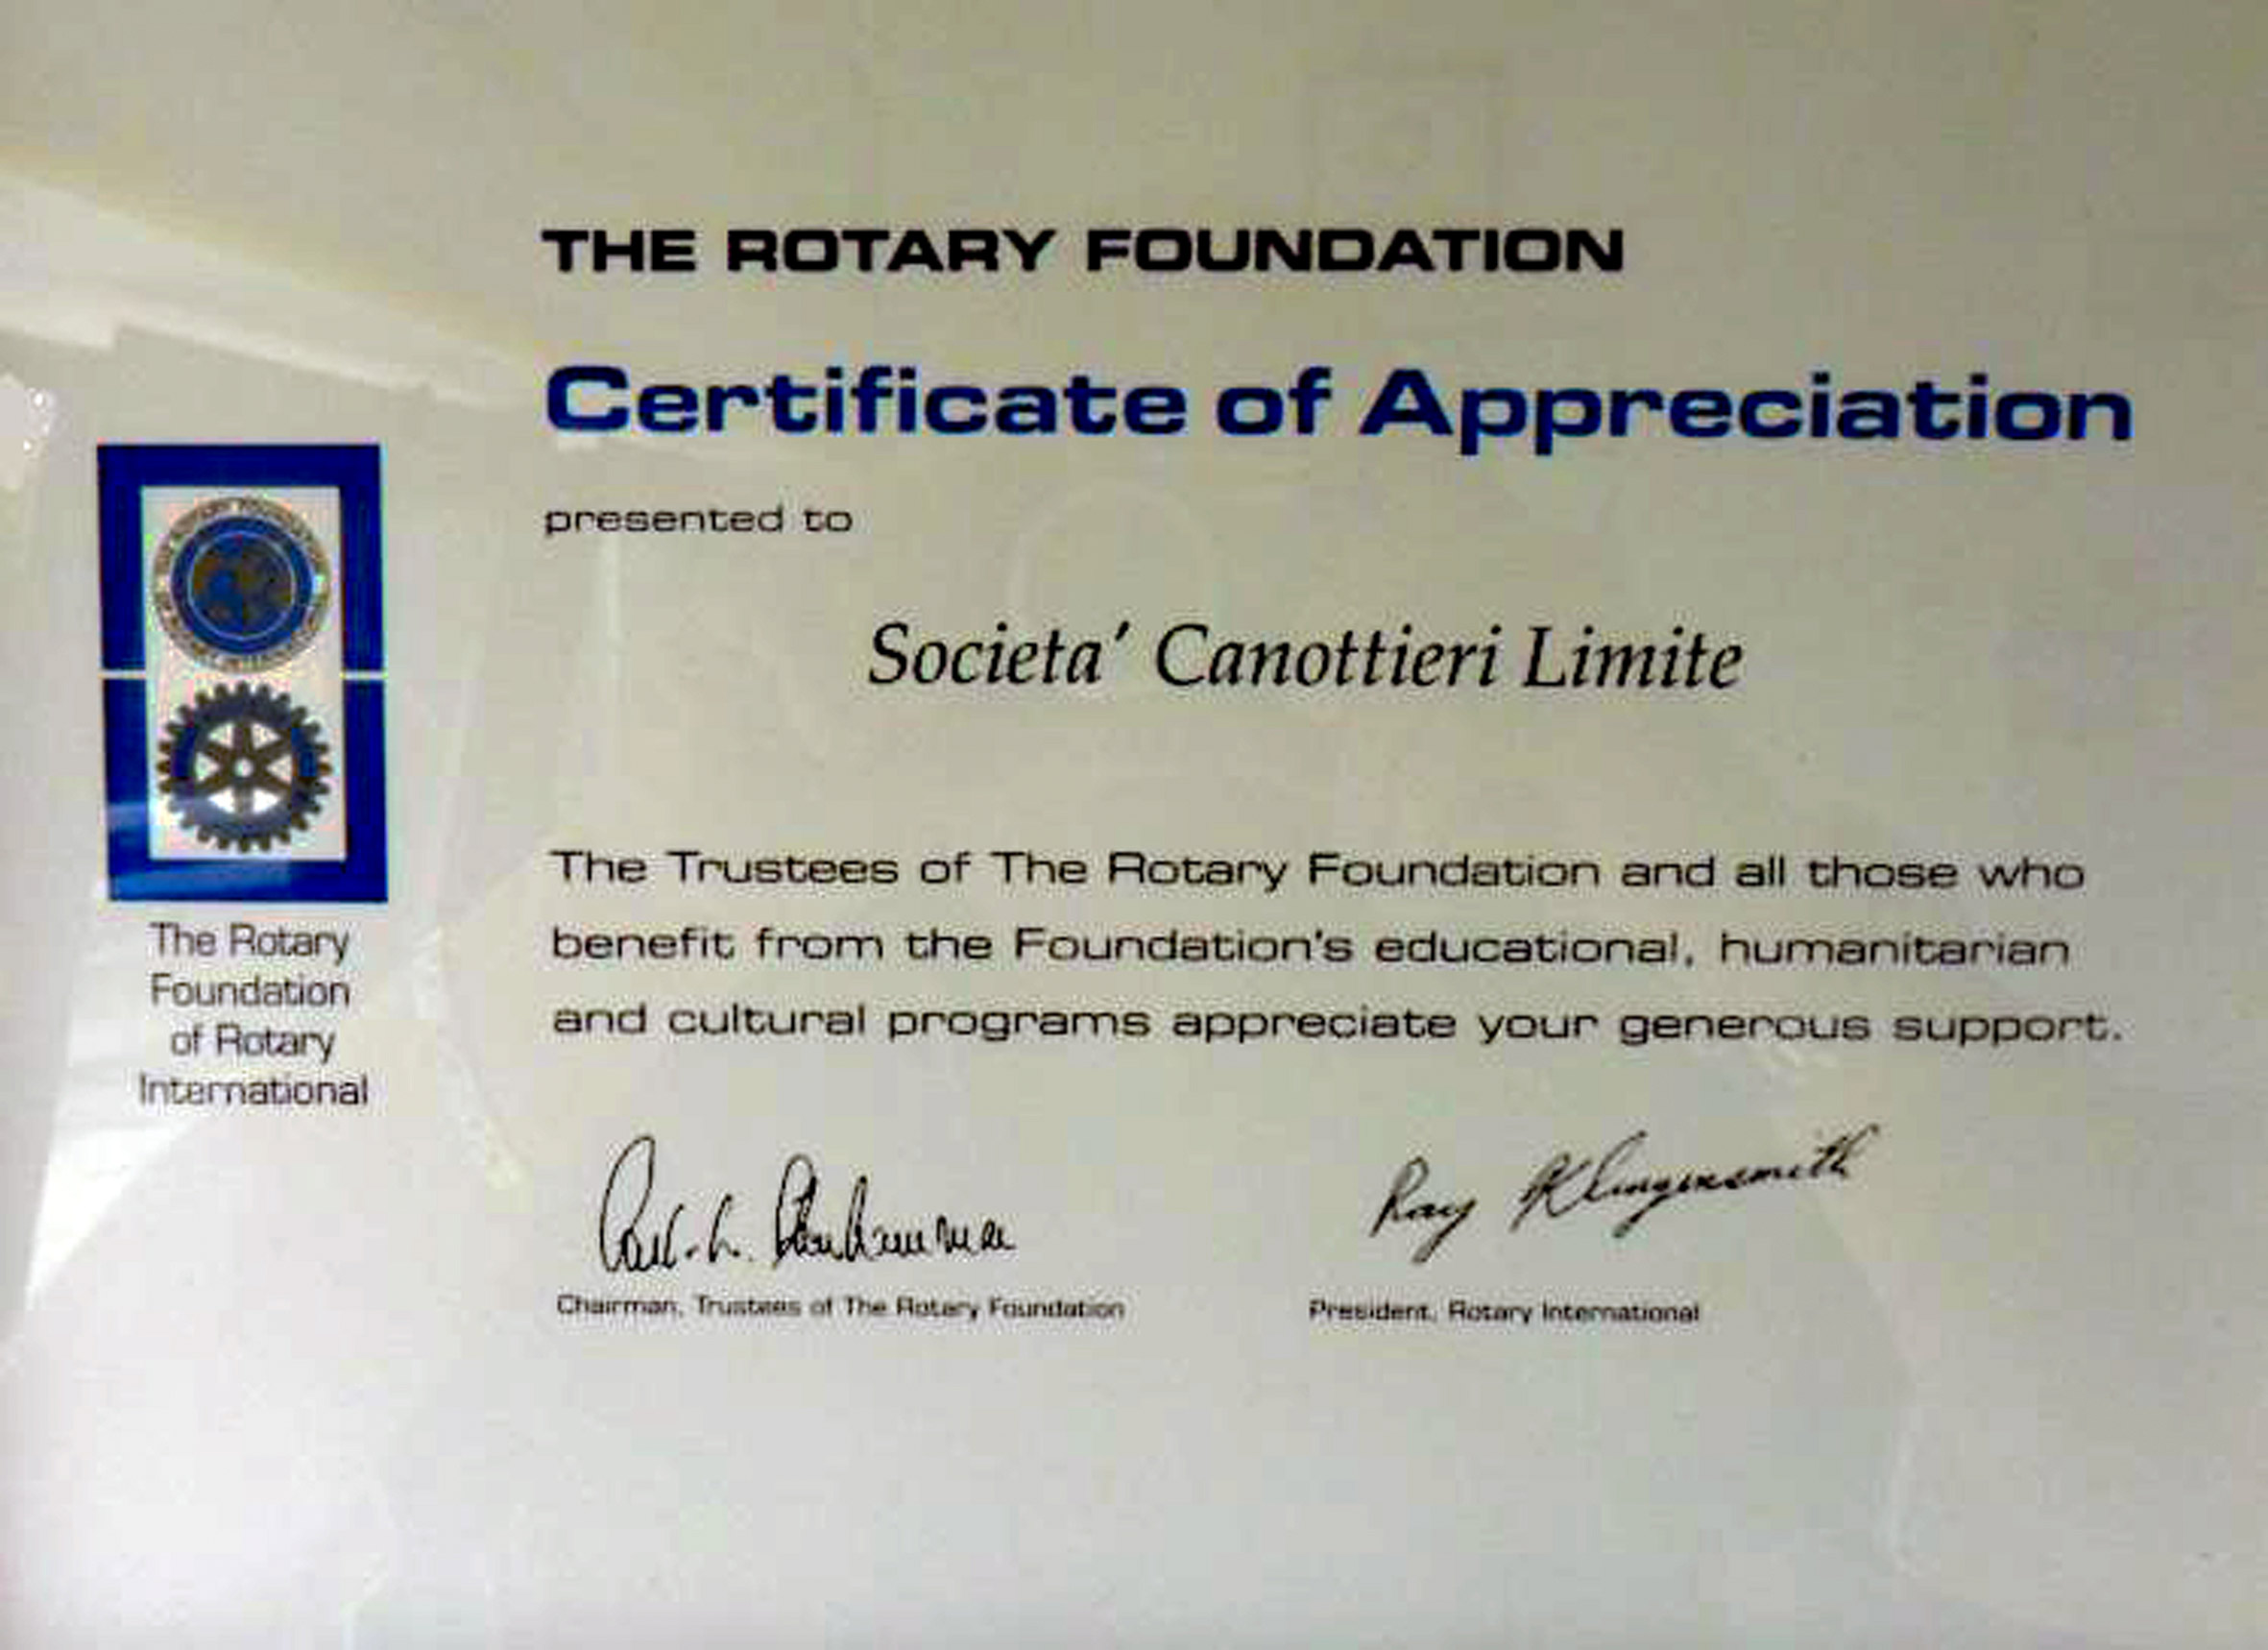 THE ROTARY FOUNDATION
Certificate of Appreciation
presented to
Societa' Canottieri Limite
The Rotary
Foundation
of Rotary
International
The Trustees of The Rotary Foundation and all those who
benefit from the Foundation's educational, humanitarian
and cultural programs appreciate your generous support.
Ray Klingensmith
Chairman, Trustees of The Rotary Foundation
President, Rotary International